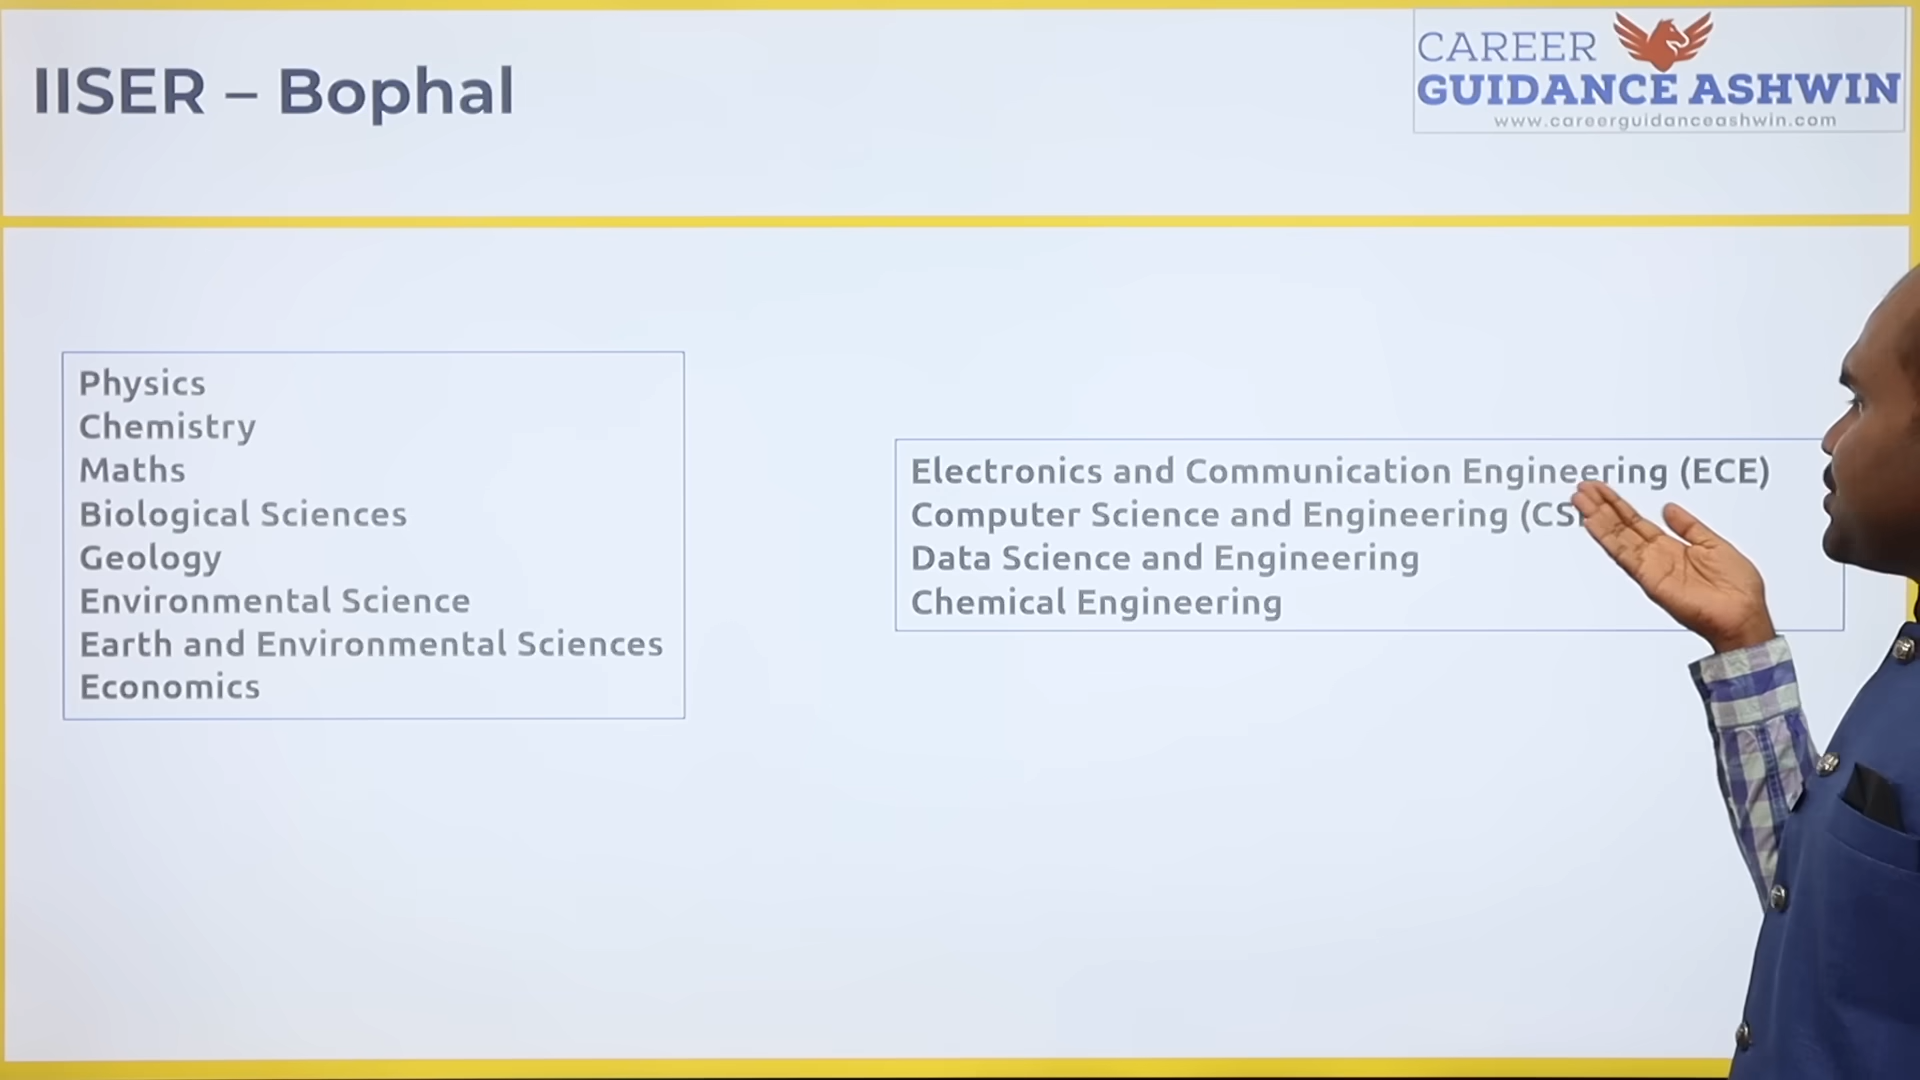 IISER – Bophal
CAREER
GUIDANCE ASHWIN
www.careerguidanceashwin.com
Physics
Chemistry
Maths
Biological Sciences
Geology
Environmental Science
Earth and Environmental Sciences
Economics
Electronics and Communication Engineering (ECE)
Computer Science and Engineering
Data Science and Engineering
Chemical Engineering